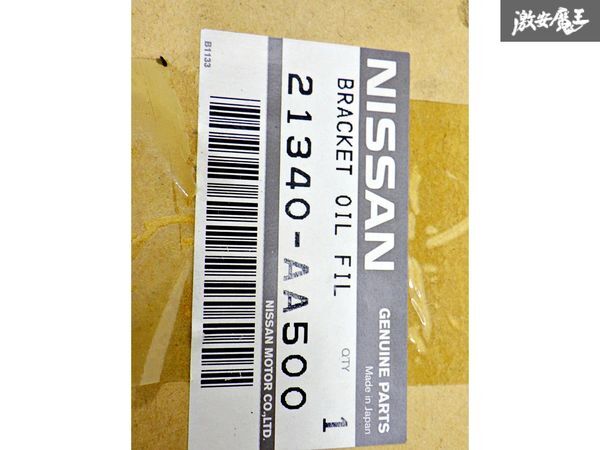 激安魔王
NISSAN
GENUINE PARTS
Made in Japan
BRACKET OIL FIL
QTY
1
21340-AA500
NISSAN MOTOR CO.,LTD.
B1133